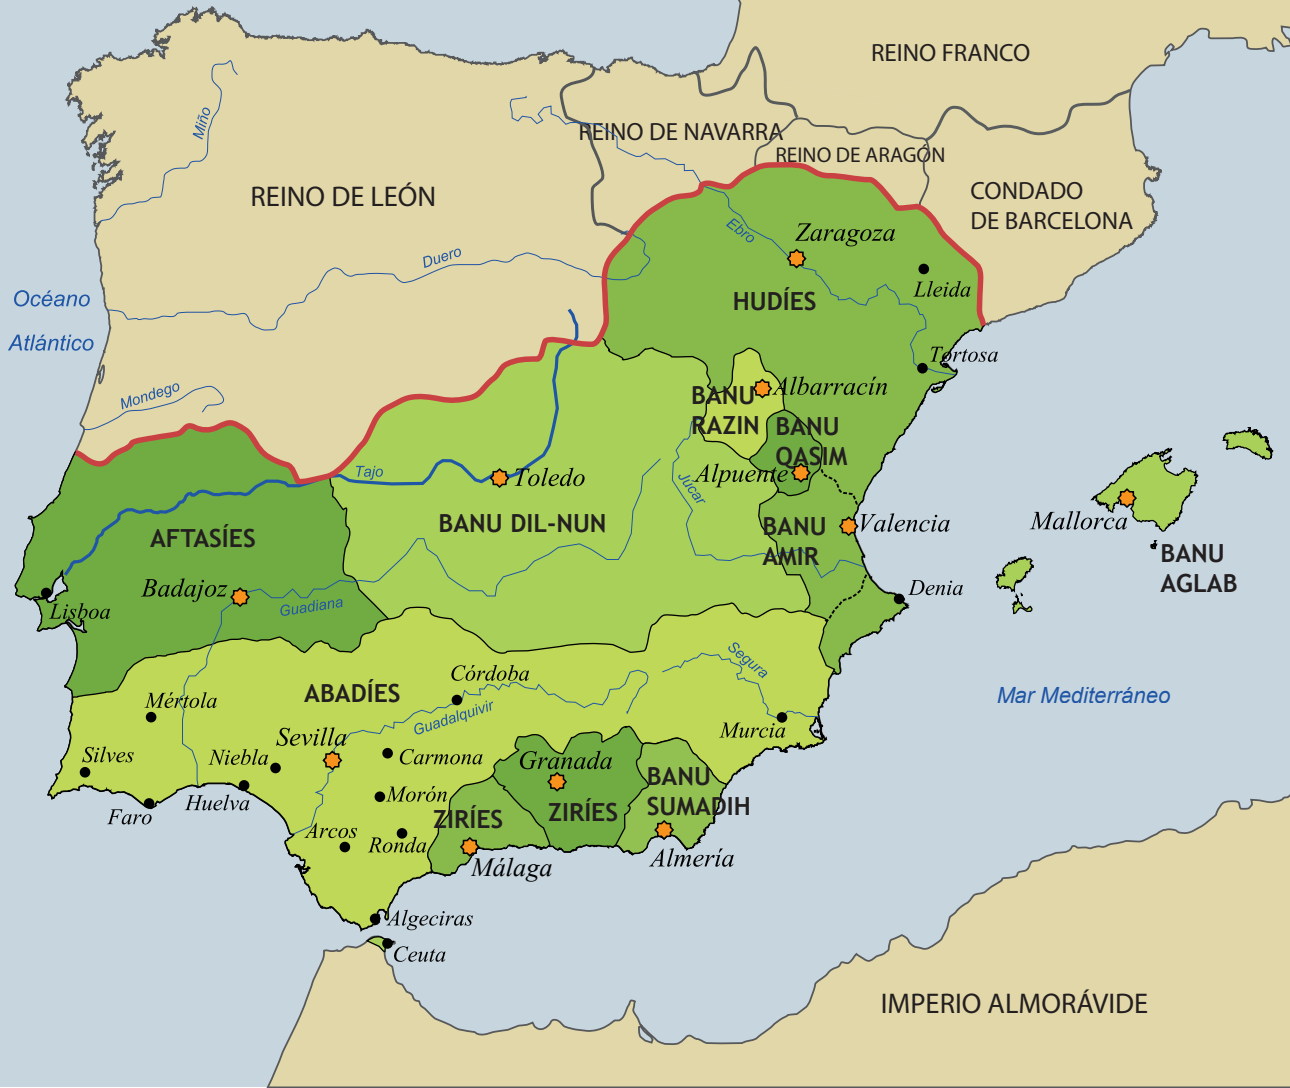 REINO FRANCO
Miño
REINO DE NAVARRA
REINO DE ARAGÓN
REINO DE LEÓN
CONDADO
DE BARCELONA
Ebro
Zaragoza
Duero
Lleida
HUDÍES
Océano
Atlántico
Tortosa
Mondego
Albarracín
BANU
RAZIN
BANU
QASIM
Tajo
Toledo
Alpuente
Júcar
BANU DIL-NUN
BANU
AMIR
Valencia
Mallorca
BANU
AGLAB
AFTASÍES
Badajoz
Guadiana
Lisboa
Denia
Segura
Córdoba
ABADÍES
Guadalquivir
Mar Mediterráneo
Mértola
Murcia
Sevilla
Silves
Niebla
Carmona
Granada
BANU
SUMADIH
Huelva
Morón
Faro
ZIRÍES
ZIRÍES
Arcos
Ronda
Málaga
Almería
Algeciras
Ceuta
IMPERIO ALMORÁVIDE